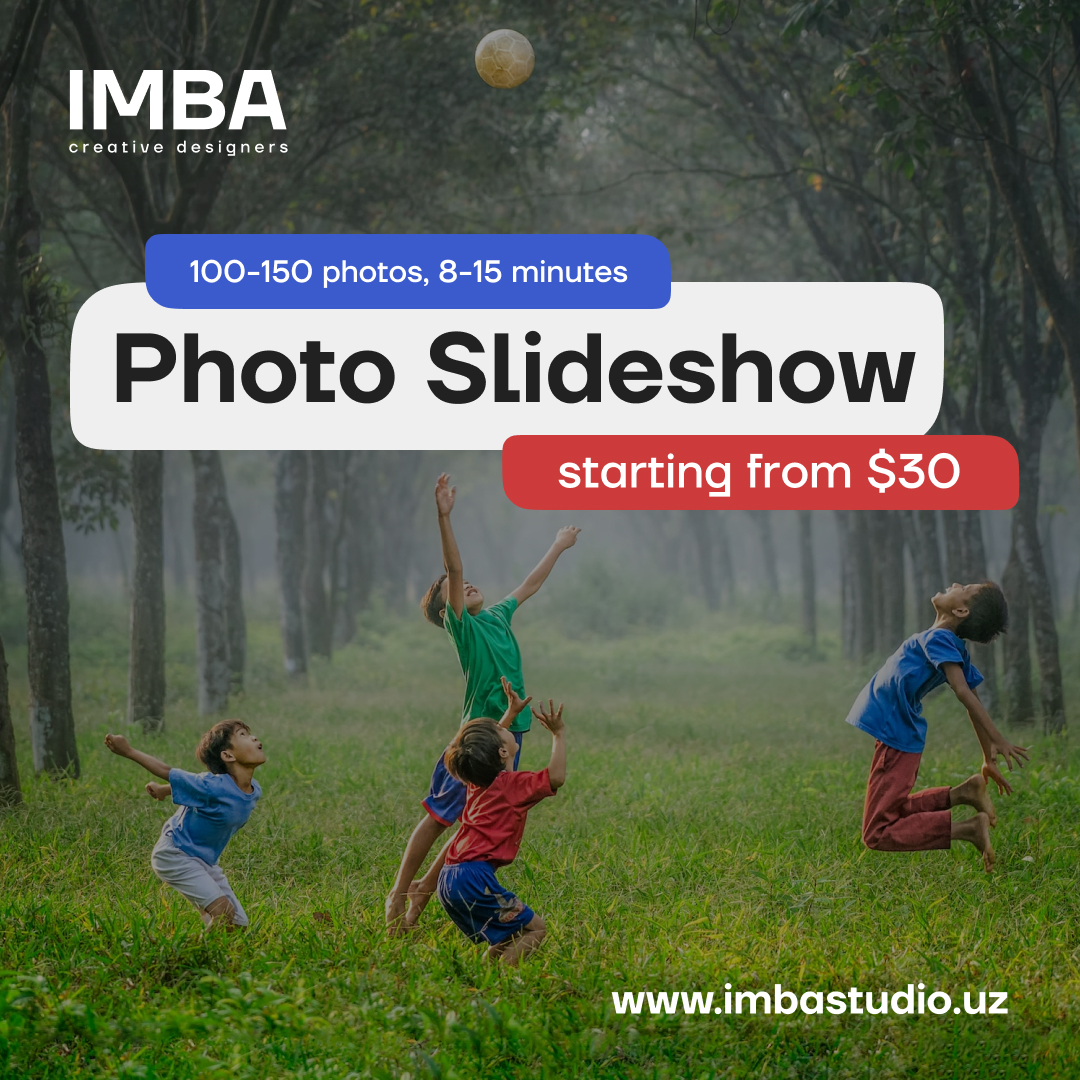 IMBA
creative designers
100-150 photos, 8-15 minutes
Photo Slideshow
starting from $30
www.imbastudio.uz